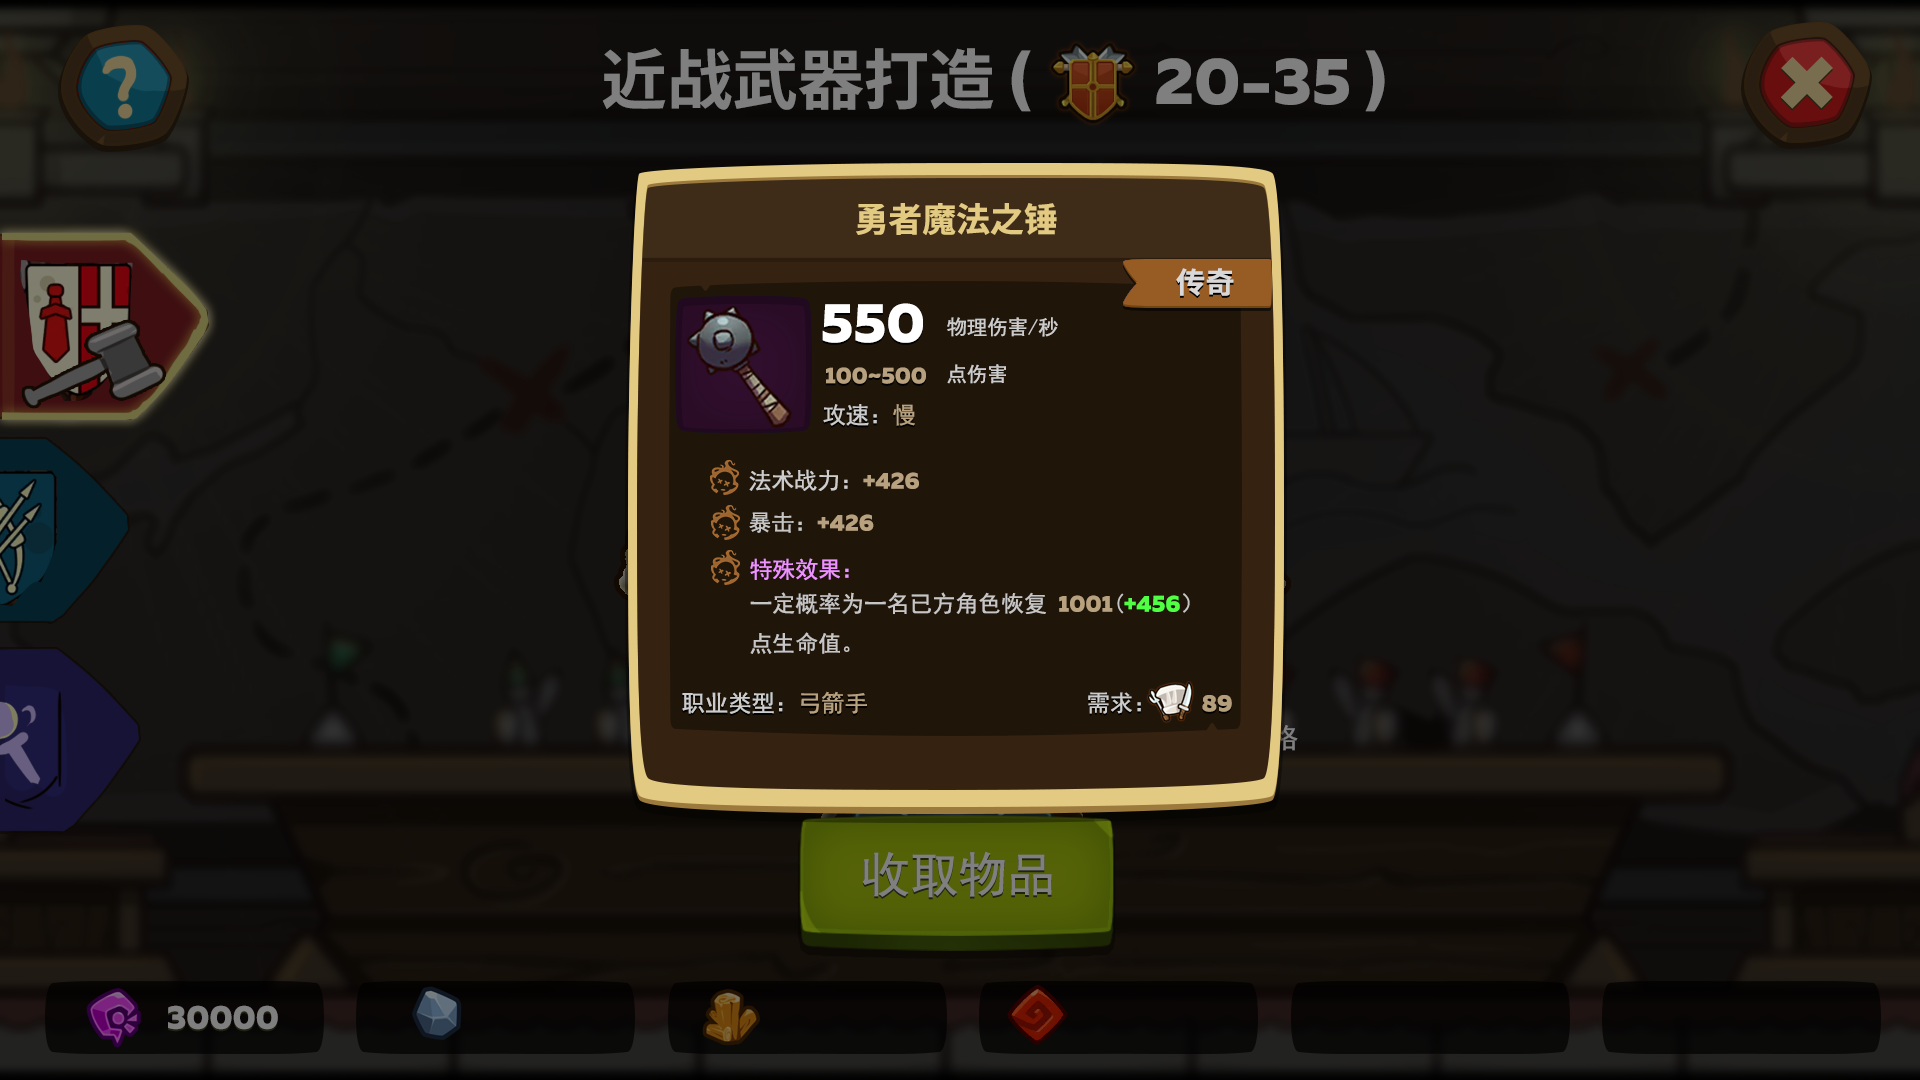 近战武器打造( 20-35)
勇者魔法之锤
传奇
550 物理伤害/秒
100~500 点伤害
攻速：慢
法术战力：+426
暴击：+426
特殊效果：
一定概率为一名已方角色恢复 1001(+456)
点生命值。
职业类型：弓箭手
需求： 89
收取物品
30000